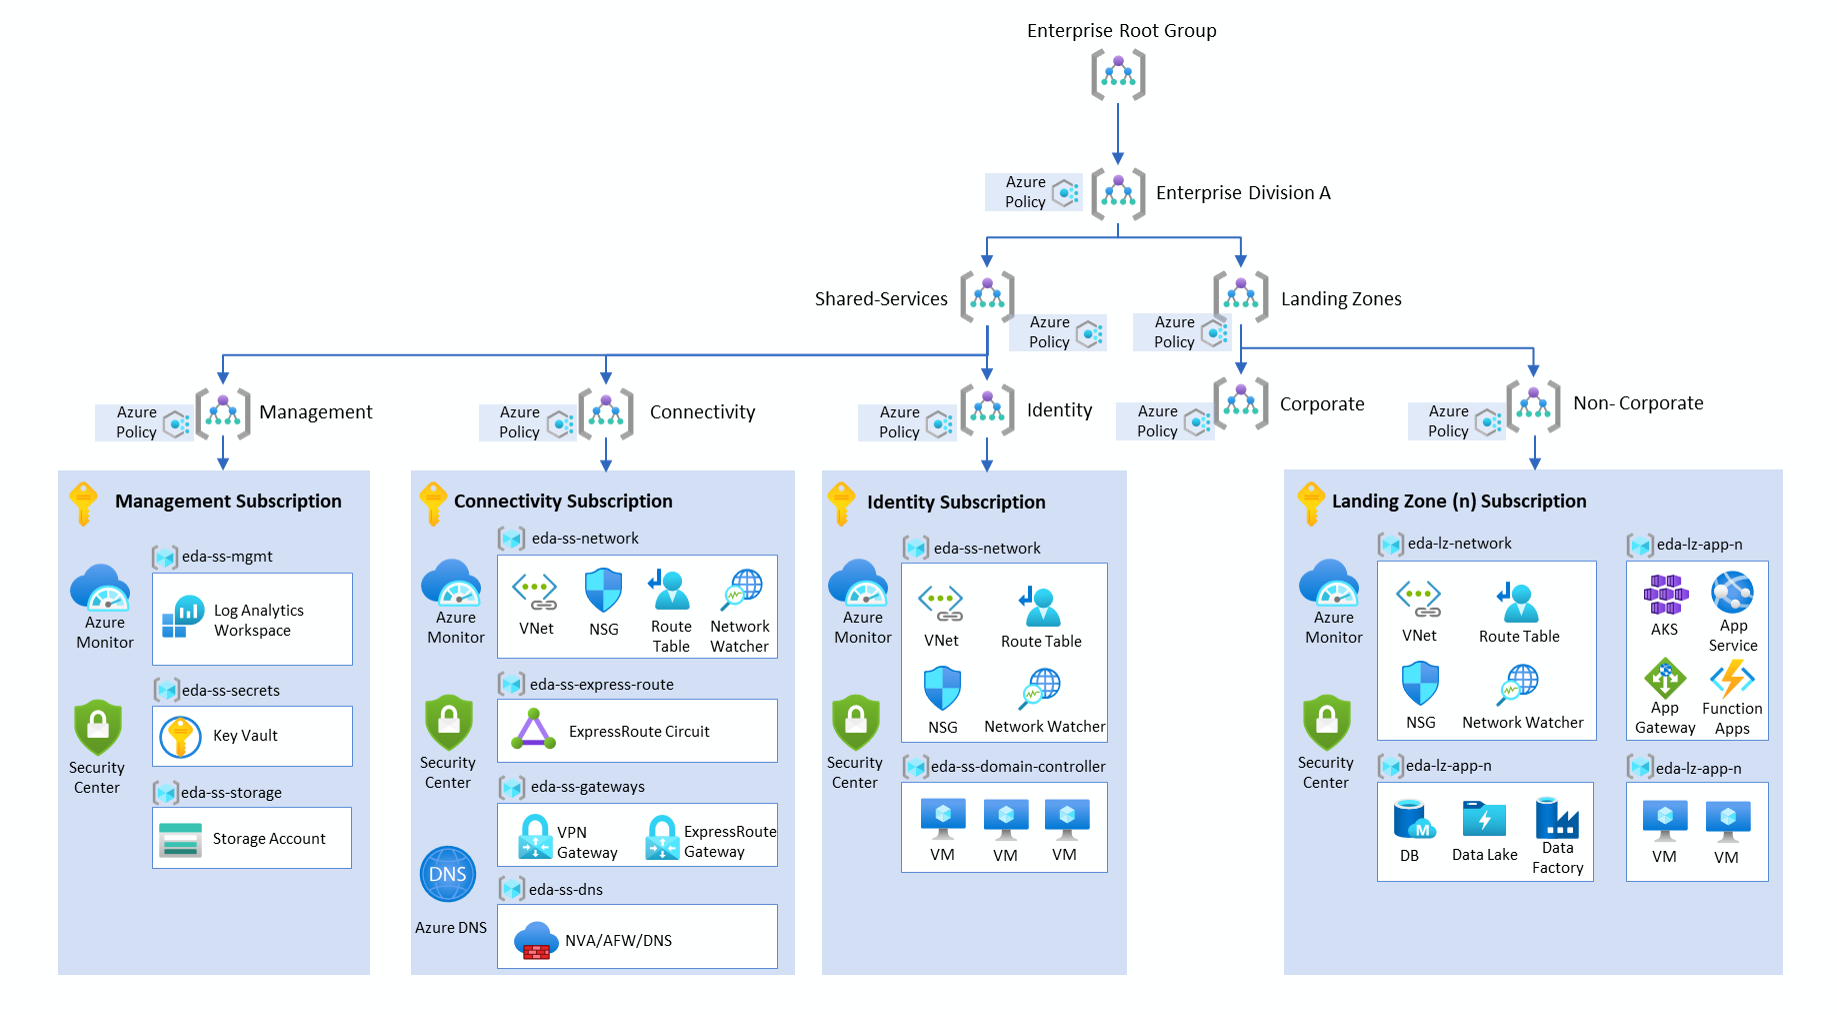 Enterprise Root Group
Azure
Policy
Enterprise Division A
Shared-Services
Azure
Policy
Azure
Policy
Landing Zones
Azure
Policy
Management
Azure
Policy
Connectivity
Azure
Policy
Identity
Azure
Policy
Corporate
Azure
Policy
Non- Corporate
Management Subscription
eda-ss-mgmt
Azure
Monitor
Log Analytics
Workspace
eda-ss-secrets
Key Vault
Security
Center
eda-ss-storage
Storage Account
Connectivity Subscription
eda-ss-network
Azure
Monitor
VNet
NSG
Route
Table
Network
Watcher
eda-ss-express-route
ExpressRoute Circuit
Security
Center
eda-ss-gateways
VPN
Gateway
ExpressRoute
Gateway
DNS
Azure DNS
eda-ss-dns
NVA/AFW/DNS
Identity Subscription
eda-ss-network
Azure
Monitor
VNet
Route Table
NSG
Network Watcher
Security
Center
eda-ss-domain-controller
VM
VM
VM
Landing Zone (n) Subscription
eda-lz-network
Azure
Monitor
VNet
Route Table
NSG
Network Watcher
eda-lz-app-n
AKS
App
Service
App
Gateway
Function
Apps
Security
Center
eda-lz-app-n
M
DB
Data Lake
Data
Factory
eda-lz-app-n
VM
VM